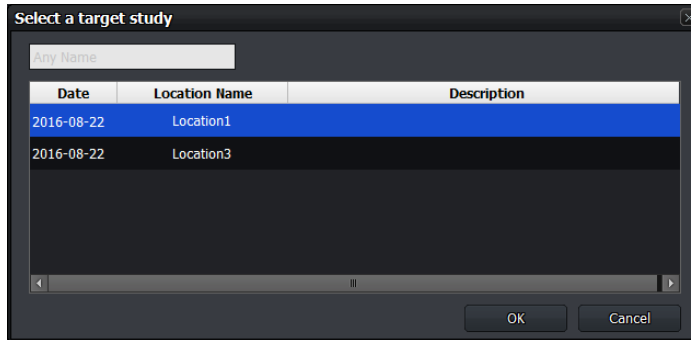 Select a target study
Any Name
Date Location Name Description
2016-08-22 Location1
2016-08-22 Location3
OK Cancel